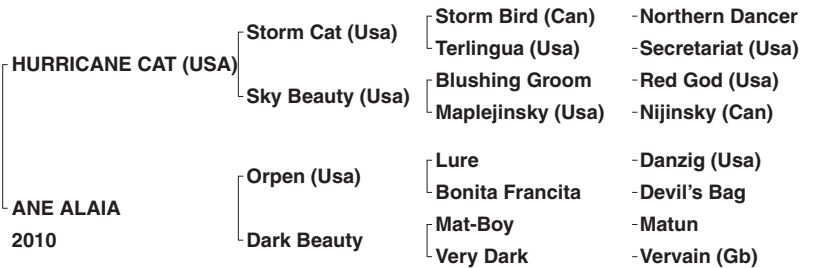 Storm Bird (Can) -Northern Dancer
Storm Cat (Usa)
Terlingua (Usa) -Secretariat (Usa)
HURRICANE CAT (USA)
Blushing Groom -Red God (Usa)
Sky Beauty (Usa)
Maplejinsky (Usa) -Nijinsky (Can)
Lure -Danzig (Usa)
Orpen (Usa)
Bonita Francita -Devil's Bag
ANE ALAIA
Mat-Boy -Matun
2010
Dark Beauty
Very Dark -Vervain (Gb)